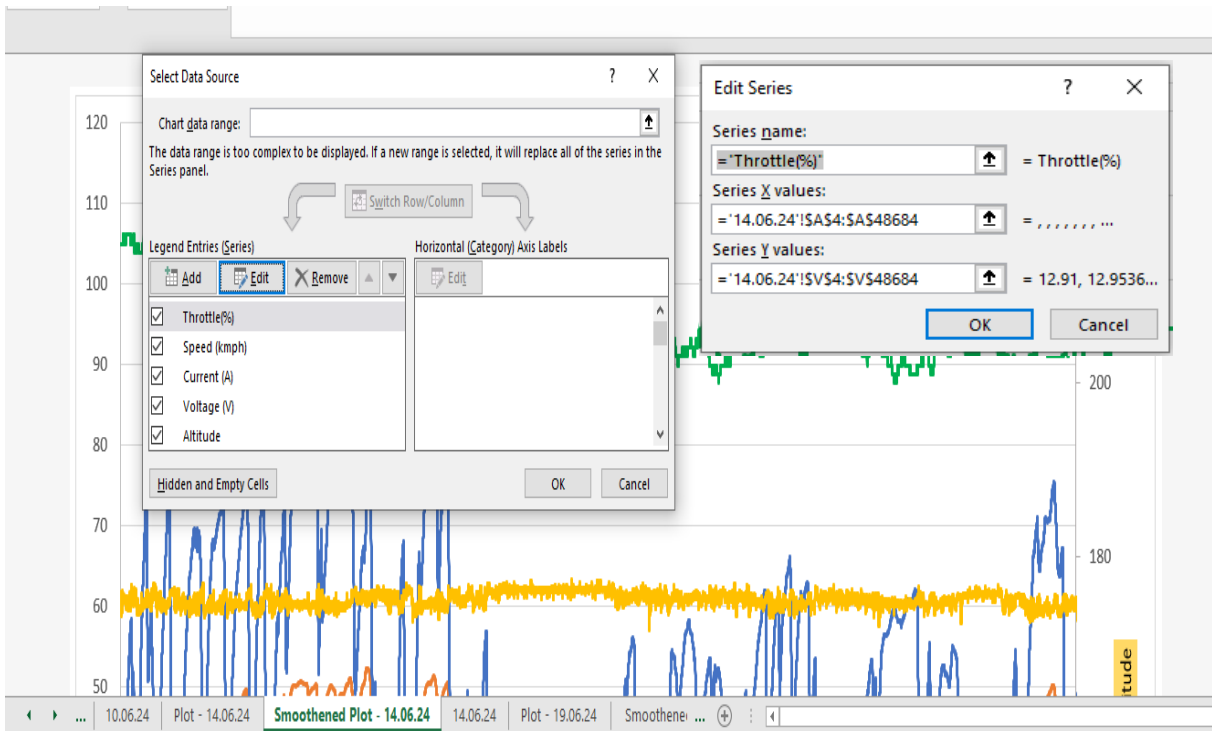 Select Data Source ? X
Chart data range:
The data range is too complex to be displayed. If a new range is selected, it will replace all of the series in the
Series panel.
Switch Row/Column
Legend Entries (Series)
Add Edit Remove
Throttle(%)
Speed (kmph)
Current (A)
Voltage (V)
Altitude
Horizontal (Category) Axis Labels
Edit
Hidden and Empty Cells OK Cancel
Edit Series ? X
Series name:
="Throttle(%)" = Throttle(%)
Series X values:
='14.06.24'!$A$4:$A$48684 = , , , , , , , ...
Series Y values:
='14.06.24'!$V$4:$V$48684 = 12.91, 12.9536...
OK Cancel
120
110
100
90
80
70
60
50
200
180
tude
... 10.06.24 Plot - 14.06.24 Smoothened Plot - 14.06.24 14.06.24 Plot - 19.06.24 Smoothene ...